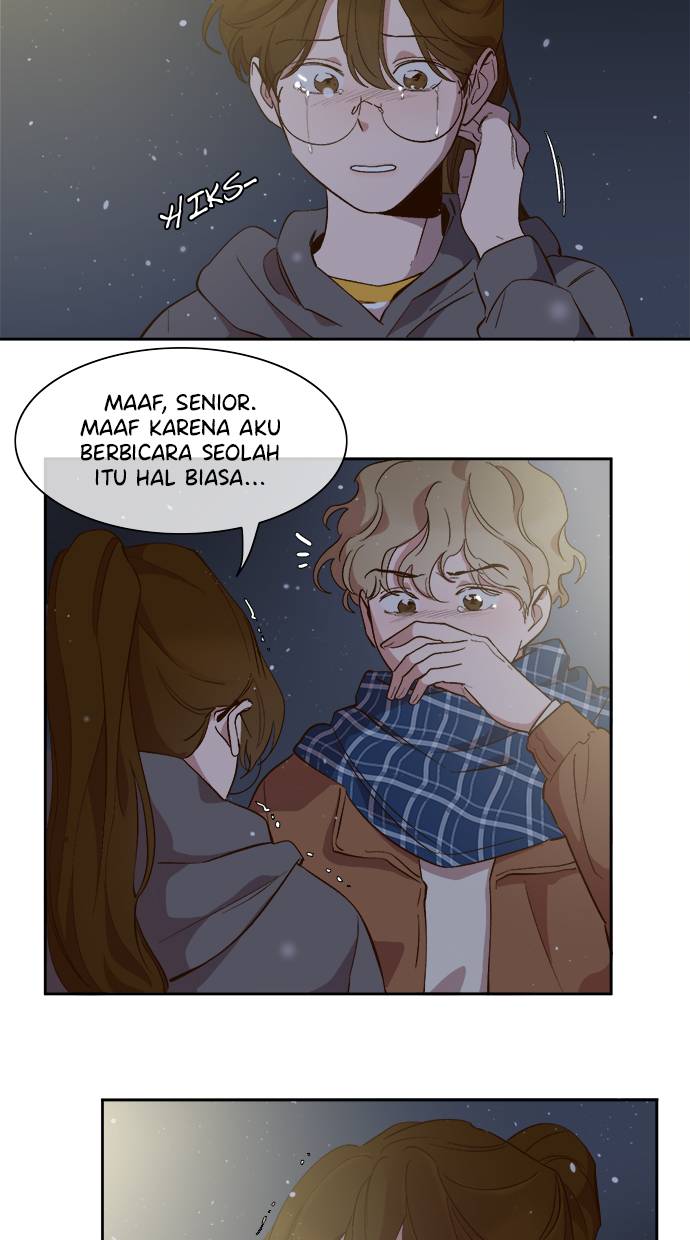 HIKS-
MAAF, SENIOR.
MAAF KARENA AKU
BERBICARA SEOLAH
ITU HAL BIASA...